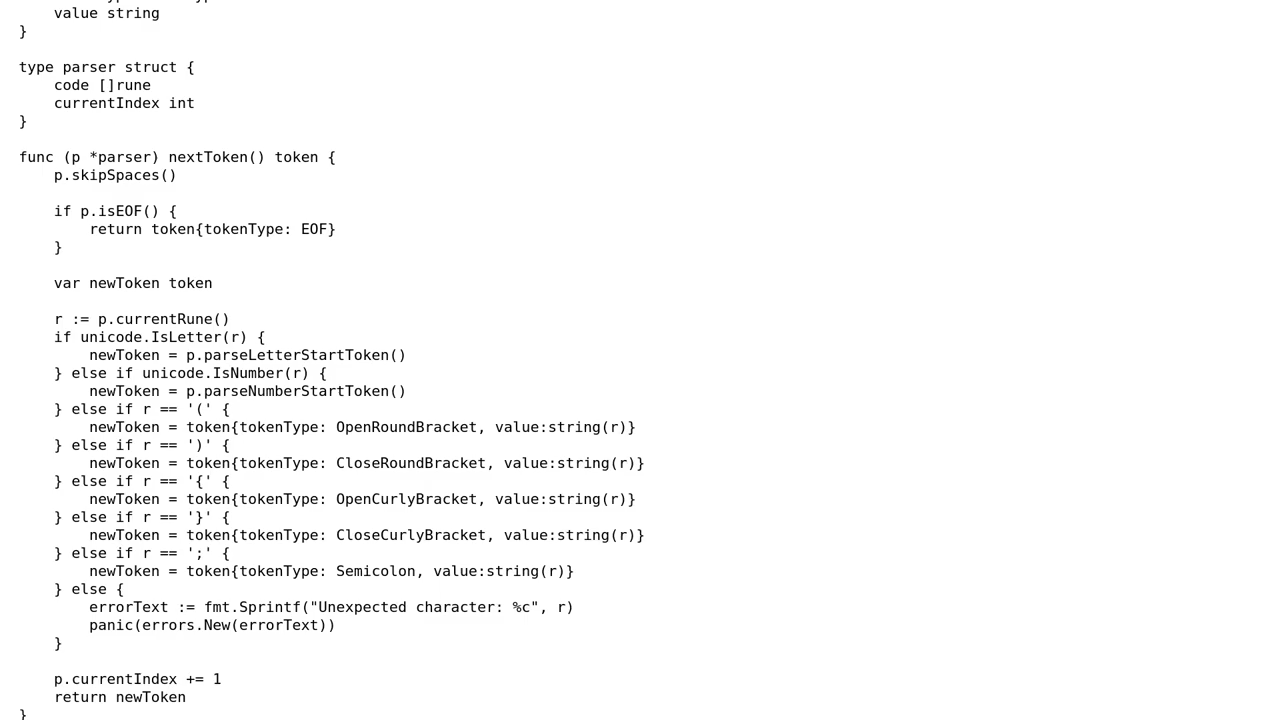 value string
}
type parser struct {
code []rune
currentIndex int
}
func (p *parser) nextToken() token {
p.skipSpaces()
if p.isEOF() {
return token{tokenType: EOF}
}
var newToken token
r := p.currentRune()
if unicode.IsLetter(r) {
newToken = p.parseLetterStartToken()
} else if unicode.IsNumber(r) {
newToken = p.parseNumberStartToken()
} else if r == '(' {
newToken = token{tokenType: OpenRoundBracket, value:string(r)}
} else if r == ')' {
newToken = token{tokenType: CloseRoundBracket, value:string(r)}
} else if r == '{' {
newToken = token{tokenType: OpenCurlyBracket, value:string(r)}
} else if r == '}' {
newToken = token{tokenType: CloseCurlyBracket, value:string(r)}
} else if r == ';' {
newToken = token{tokenType: Semicolon, value:string(r)}
} else {
errorText := fmt.Sprintf("Unexpected character: %c", r)
panic(errors.New(errorText))
}
p.currentIndex += 1
return newToken
}